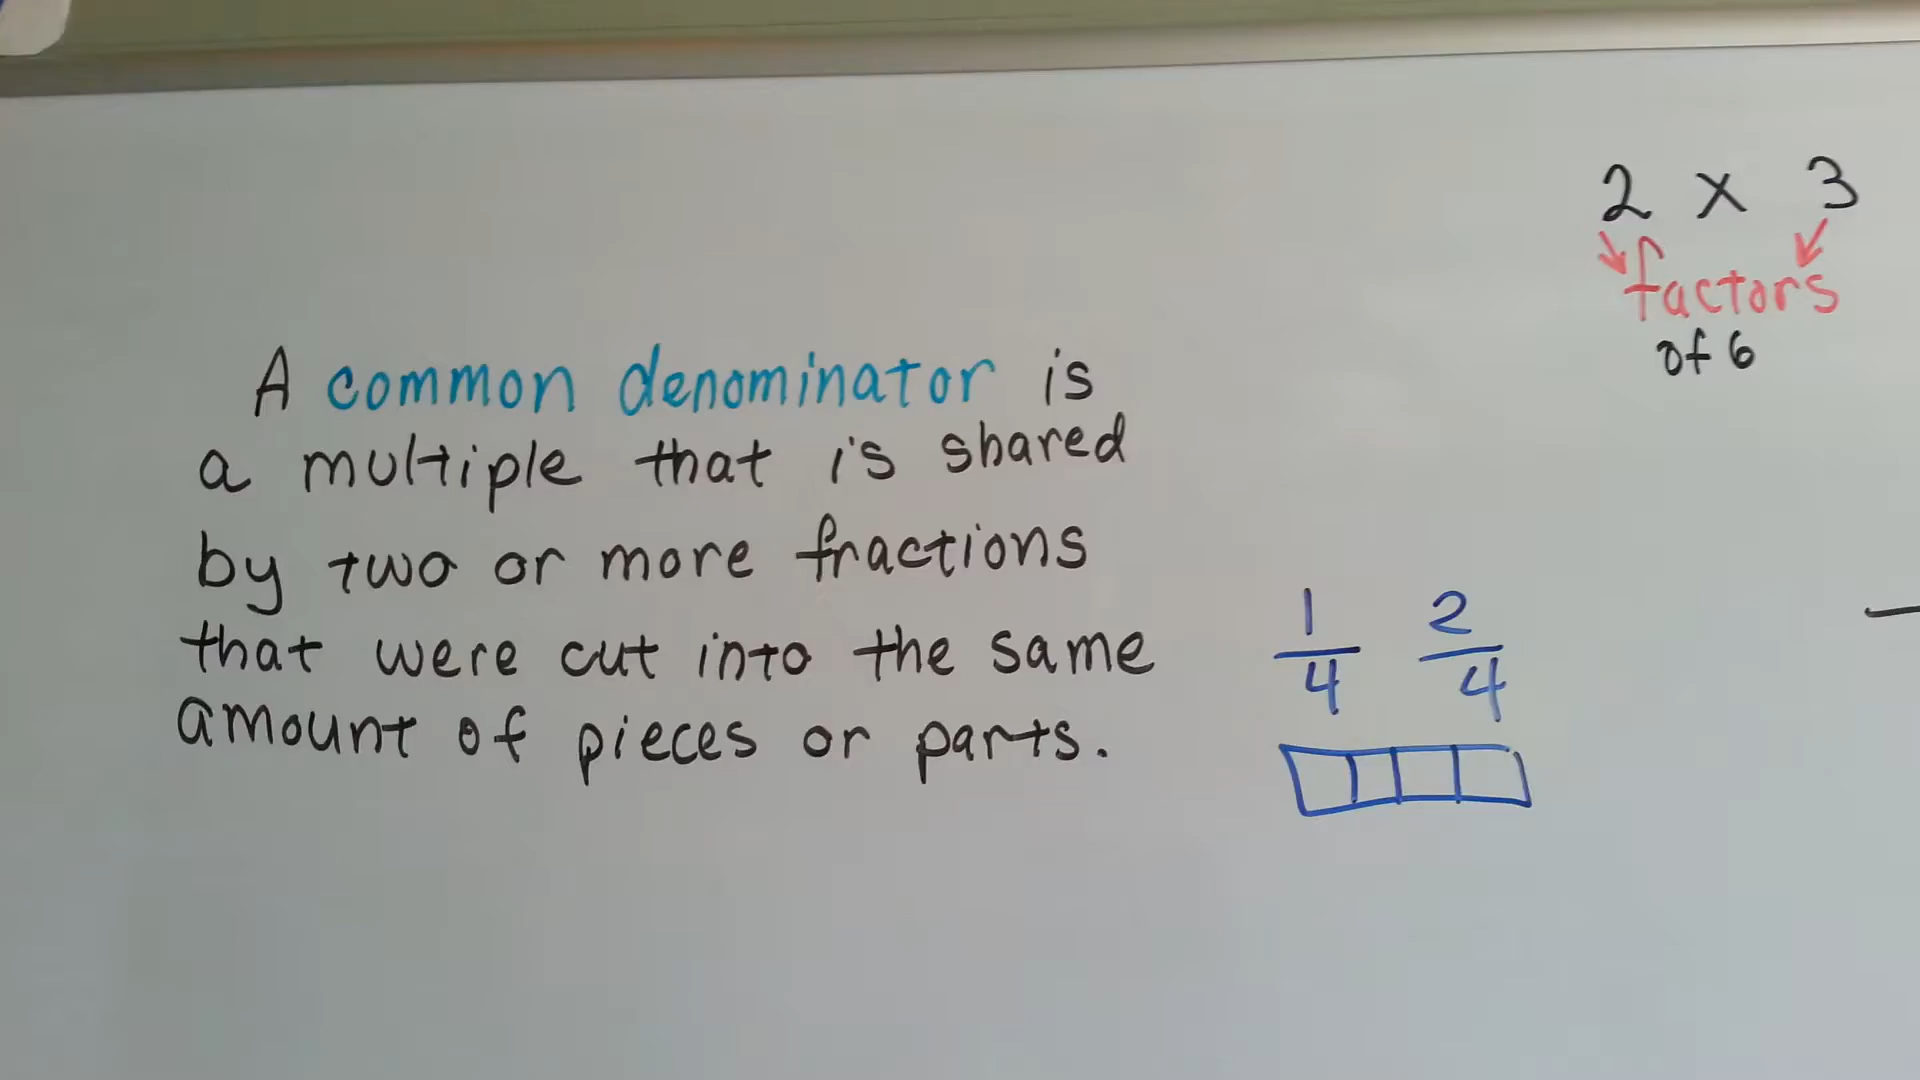 2 x 3
factors
of 6
A common denominator is
a multiple that is shared
by two or more fractions
that were cut into the same
amount of pieces or parts.
1/4 2/4